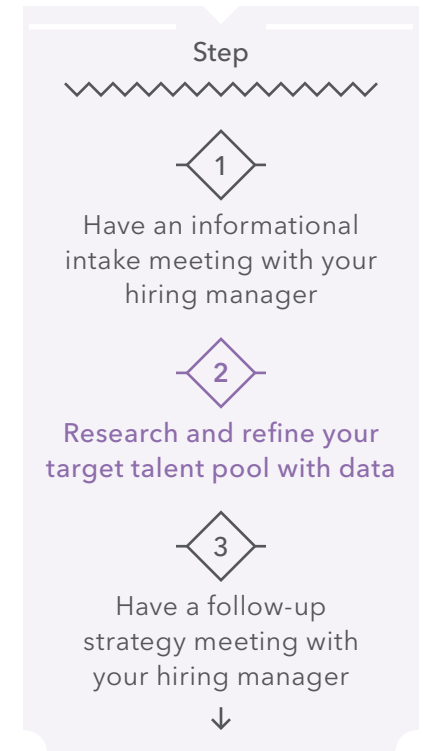 Step
1
Have an informational
intake meeting with your
hiring manager
2
Research and refine your
target talent pool with data
3
Have a follow-up
strategy meeting with
your hiring manager